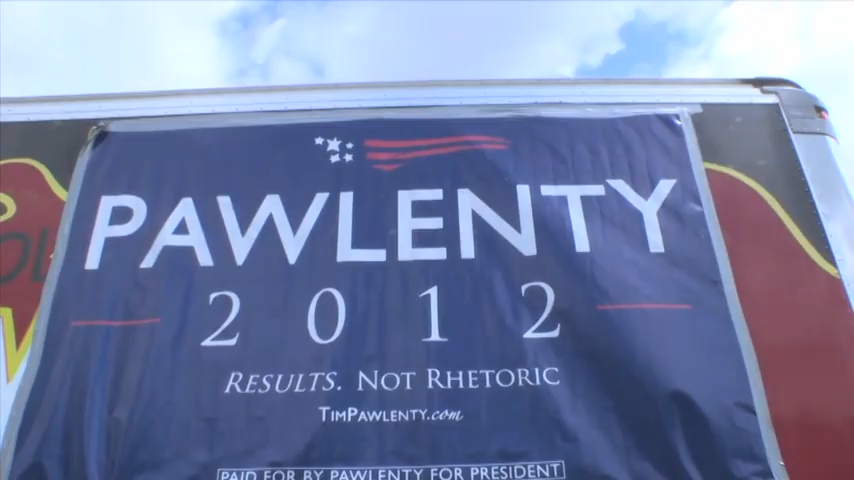 PAWLENTY
2012
RESULTS. NOT RHETORIC
TIMPAWLENTY.com
PAID FOR BY PAWLENTY FOR PRESIDENT